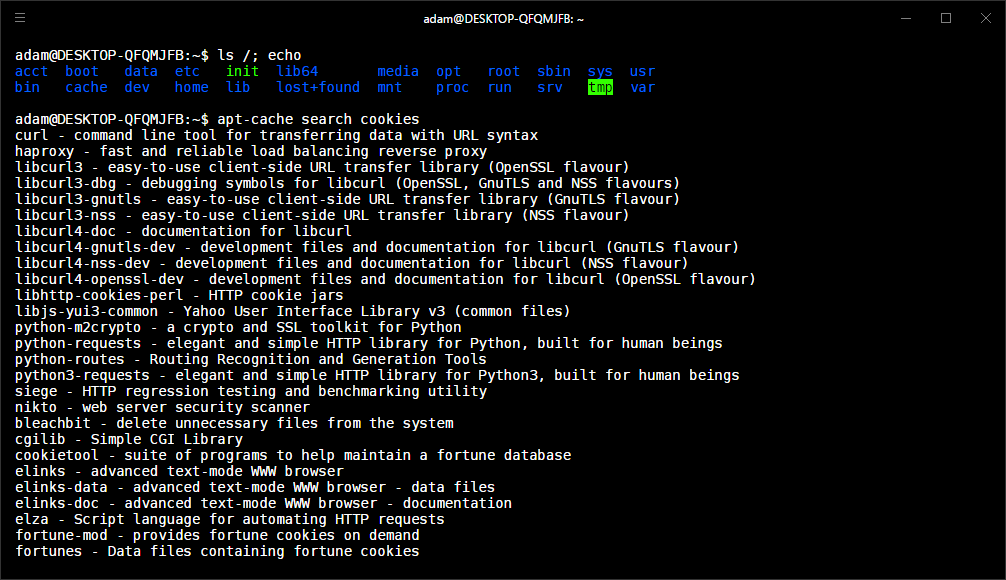 adam@DESKTOP-QFQMJFB: ~
adam@DESKTOP-QFQMJFB:~$ ls /; echo
acct  boot   data  etc   init  lib64       media  opt   root  sbin  sys  usr
bin   cache  dev   home  lib   lost+found  mnt    proc  run   srv   tmp  var
adam@DESKTOP-QFQMJFB:~$ apt-cache search cookies
curl - command line tool for transferring data with URL syntax
haproxy - fast and reliable load balancing reverse proxy
libcurl3 - easy-to-use client-side URL transfer library (OpenSSL flavour)
libcurl3-dbg - debugging symbols for libcurl (OpenSSL, GnuTLS and NSS flavours)
libcurl3-gnutls - easy-to-use client-side URL transfer library (GnuTLS flavour)
libcurl3-nss - easy-to-use client-side URL transfer library (NSS flavour)
libcurl4-doc - documentation for libcurl
libcurl4-gnutls-dev - development files and documentation for libcurl (GnuTLS flavour)
libcurl4-nss-dev - development files and documentation for libcurl (NSS flavour)
libcurl4-openssl-dev - development files and documentation for libcurl (OpenSSL flavour)
libhttp-cookies-perl - HTTP cookie jars
libjs-yui3-common - Yahoo User Interface Library v3 (common files)
python-m2crypto - a crypto and SSL toolkit for Python
python-requests - elegant and simple HTTP library for Python, built for human beings
python-routes - Routing Recognition and Generation Tools
python3-requests - elegant and simple HTTP library for Python3, built for human beings
siege - HTTP regression testing and benchmarking utility
nikto - web server security scanner
bleachbit - delete unnecessary files from the system
cgilib - Simple CGI Library
cookietool - suite of programs to help maintain a fortune database
elinks - advanced text-mode WWW browser
elinks-data - advanced text-mode WWW browser - data files
elinks-doc - advanced text-mode WWW browser - documentation
elza - Script language for automating HTTP requests
fortune-mod - provides fortune cookies on demand
fortunes - Data files containing fortune cookies